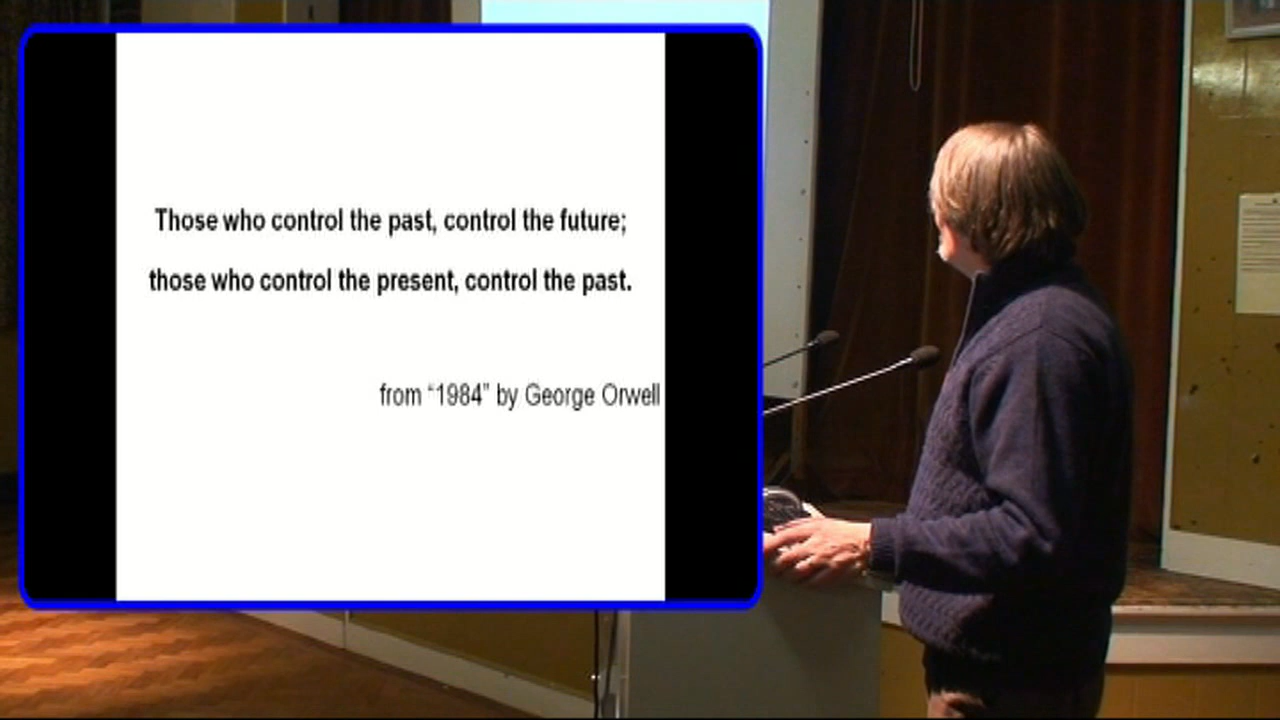 Those who control the past, control the future;
those who control the present, control the past.
from “1984” by George Orwell